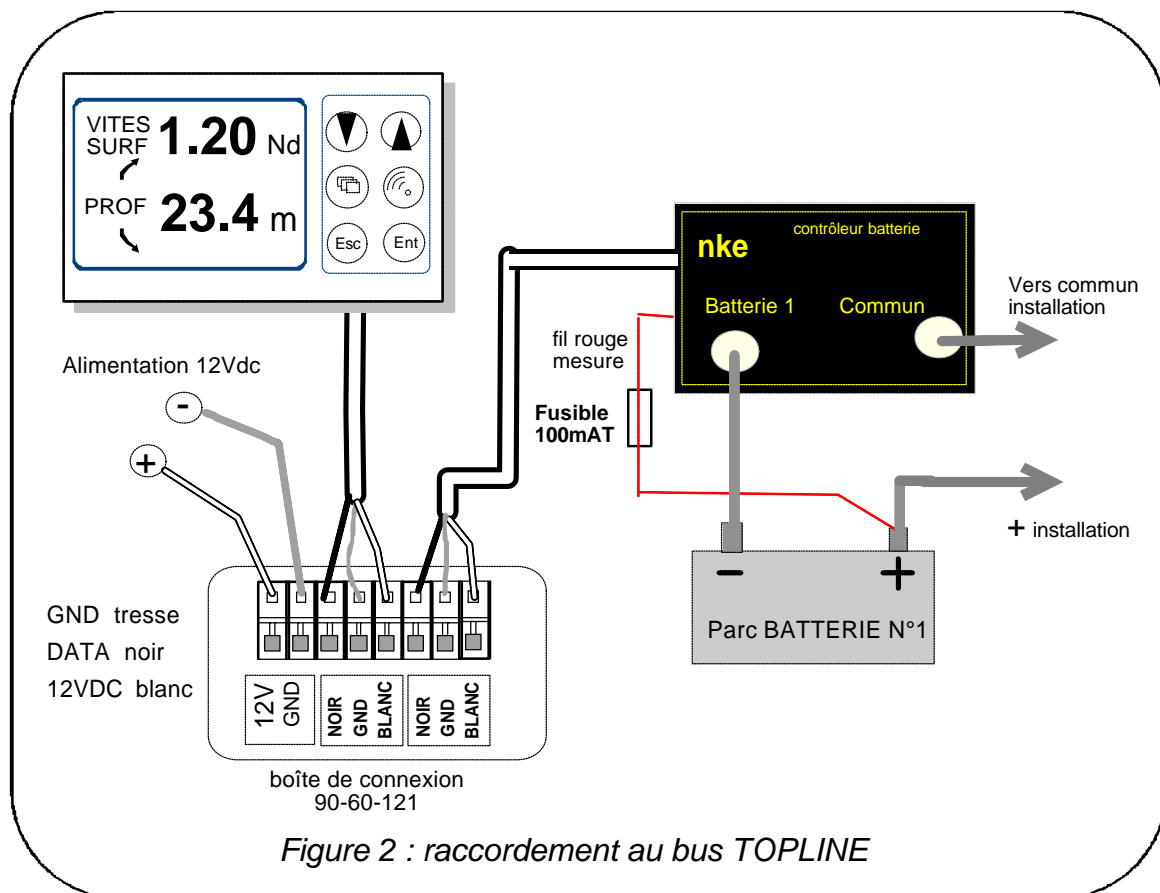 VITES
SURF 1.20 Nd
PROF 23.4 m
Esc
Ent
nke
contrôleur batterie
Batterie 1
Commun
Vers commun
installation
fil rouge
mesure
Fusible
100mAT
Alimentation 12Vdc
-
+
+ installation
- +
Parc BATTERIE N°1
GND tresse
DATA noir
12VDC blanc
12V
GND
NOIR
GND
BLANC
NOIR
GND
BLANC
boîte de connexion
90-60-121
Figure 2 : raccordement au bus TOPLINE